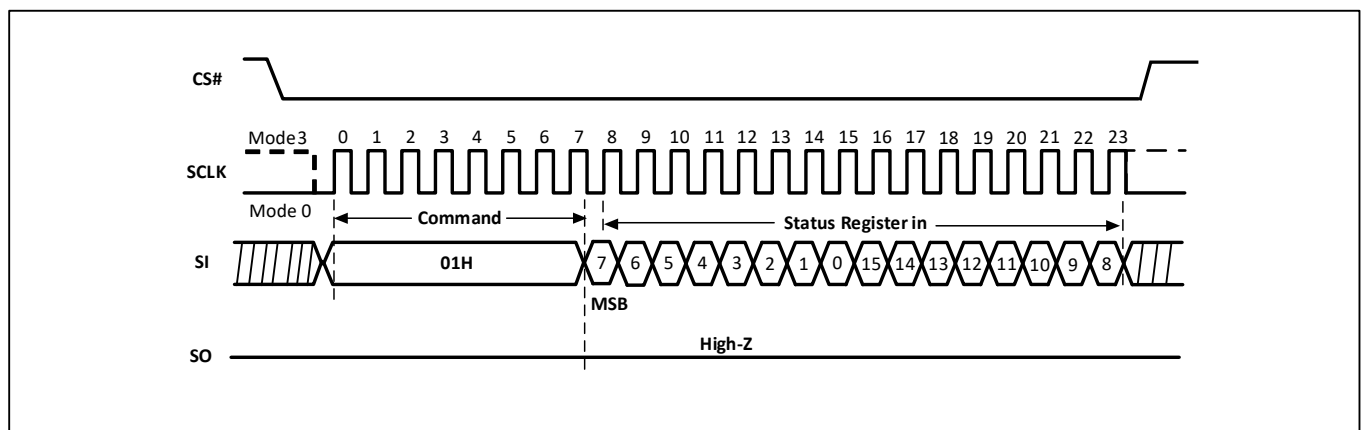 CS#
Mode3 0 1 2 3 4 5 6 7 8 9 10 11 12 13 14 15 16 17 18 19 20 21 22 23
SCLK
Mode 0 Command Status Register in
SI 01H 7 6 5 4 3 2 1 0 15 14 13 12 11 10 9 8
MSB
SO High-Z